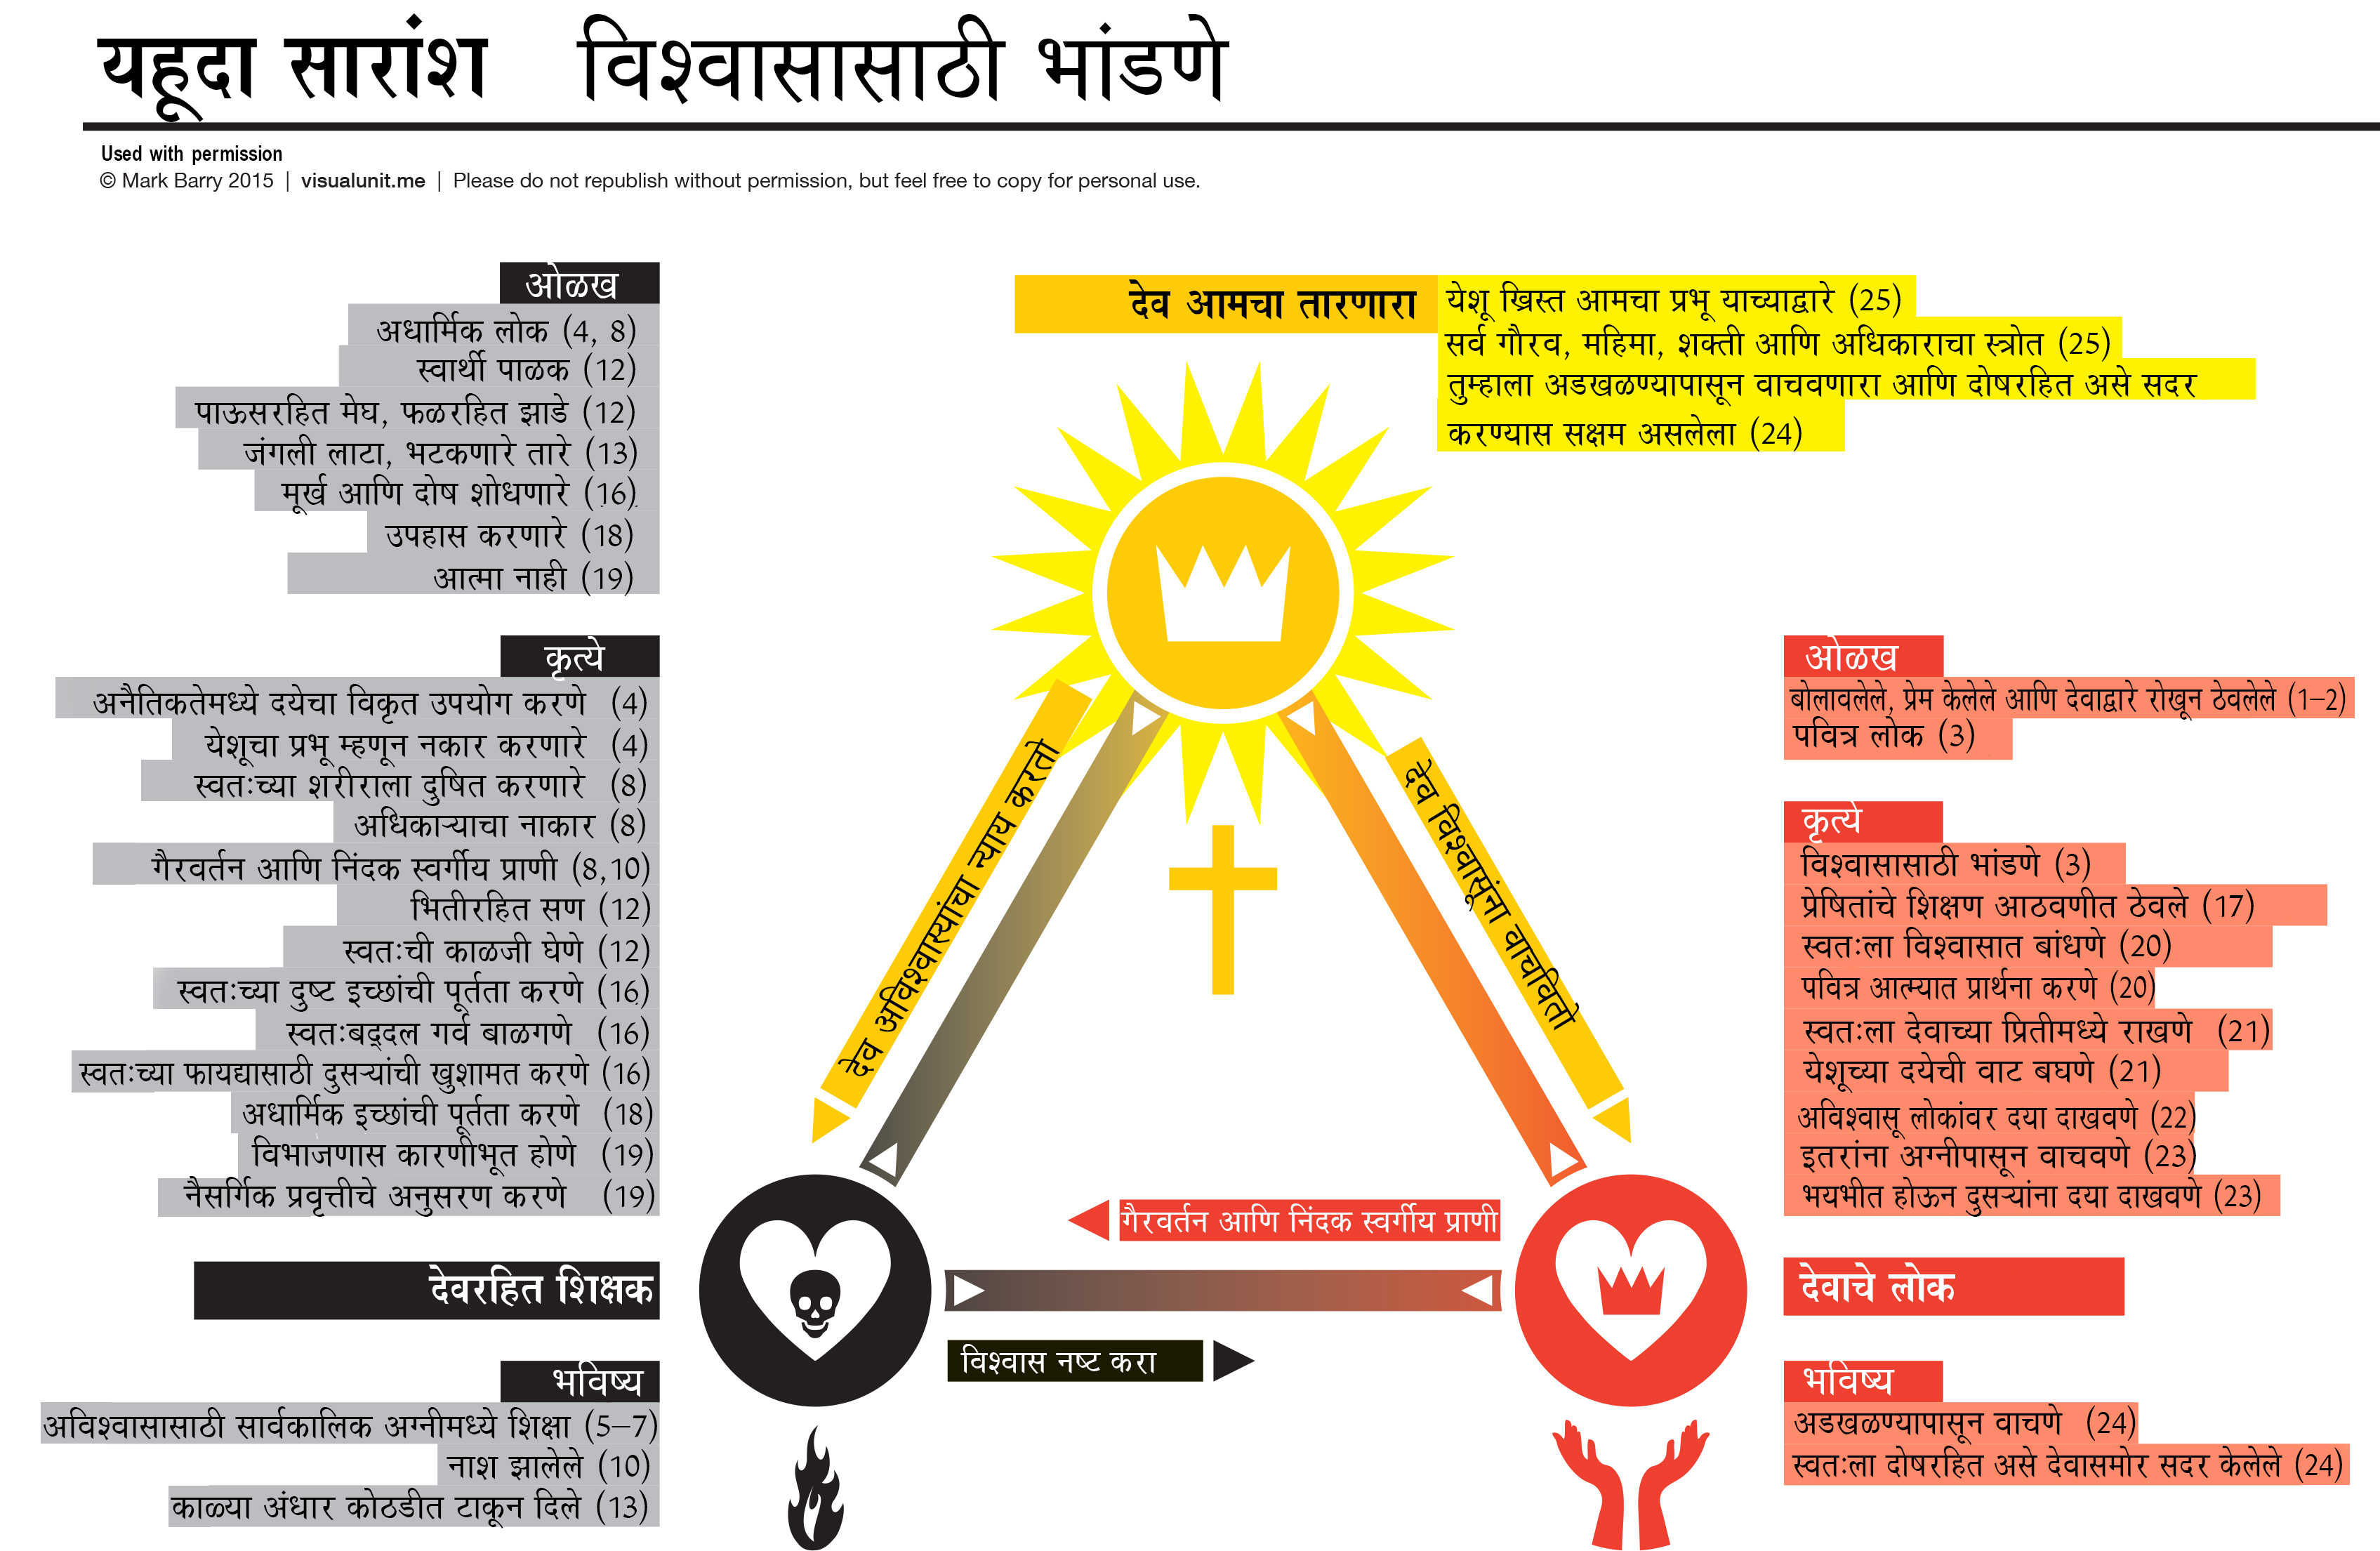 यहूदा सारांश विश्वासासाठी भांडणे
Used with permission
© Mark Barry 2015 | visualunit.me | Please do not republish without permission, but feel free to copy for personal use.
ओळख
अधार्मिक लोक (4, 8)
स्वार्थी पाळक (12)
पाऊसरहित मेघ, फळरहित झाडे (12)
जंगली लाटा, भटकणारे तारे (13)
मूर्ख आणि दोष शोधणारे (16)
उपहास करणारे (18)
आत्मा नाही (19)
कृत्ये
अनैतिकतेमध्ये दयेचा विकृत उपयोग करणे (4)
येशूचा प्रभू म्हणून नकार करणारे (4)
स्वतःच्या शरीराला दुषित करणारे (8)
अधिकाऱ्याचा नाकार (8)
गैरवर्तन आणि निंदक स्वर्गीय प्राणी (8,10)
भितीरहित सण (12)
स्वतःची काळजी घेणे (12)
स्वतःच्या दुष्ट इच्छांची पूर्तता करणे (16)
स्वतःबद्दल गर्व बाळगणे (16)
स्वतःच्या फायद्यासाठी दुसऱ्यांची खुशामत करणे (16)
अधार्मिक इच्छांची पूर्तता करणे (18)
विभाजणास कारणीभूत होणे (19)
नैसर्गिक प्रवृत्तीचे अनुसरण करणे (19)
देवरहित शिक्षक
भविष्य
अविश्वासासाठी सार्वकालिक अग्नीमध्ये शिक्षा (5–7)
नाश झालेले (10)
काळ्या अंधार कोठडीत टाकून दिले (13)
देव आमचा तारणारा
येशू ख्रिस्त आमचा प्रभू याच्याद्वारे (25)
सर्व गौरव, महिमा, शक्ती आणि अधिकाराचा स्त्रोत (25)
तुम्हाला अडखळण्यापासून वाचवणारा आणि दोषरहित असे सदर
करण्यास सक्षम असलेला (24)
देव अविश्वास्यांचा न्याय करतो
देव विश्वासूंना वाचवितो
गैरवर्तन आणि निंदक स्वर्गीय प्राणी
विश्वास नष्ट करा
ओळख
बोलावलेले, प्रेम केलेले आणि देवाद्वारे रोखून ठेवलेले (1–2)
पवित्र लोक (3)
कृत्ये
विश्वासासाठी भांडणे (3)
प्रेषितांचे शिक्षण आठवणीत ठेवले (17)
स्वतःला विश्वासात बांधणे (20)
पवित्र आत्म्यात प्रार्थना करणे (20)
स्वतःला देवाच्या प्रितीमध्ये राखणे (21)
येशूच्या दयेची वाट बघणे (21)
अविश्वासू लोकांवर दया दाखवणे (22)
इतरांना अग्नीपासून वाचवणे (23)
भयभीत होऊन दुसऱ्यांना दया दाखवणे (23)
देवाचे लोक
भविष्य
अडखळण्यापासून वाचणे (24)
स्वतःला दोषरहित असे देवासमोर सदर केलेले (24)